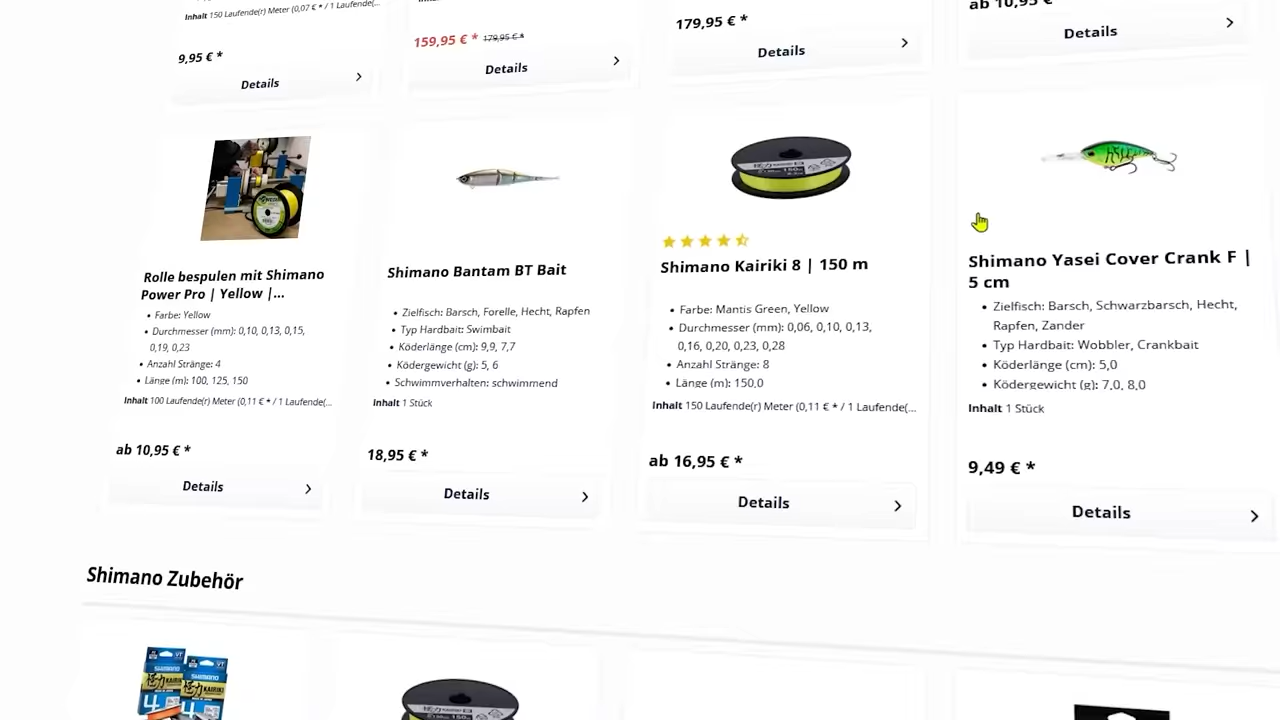 Inhalt 150 Laufende(r) Meter (0,07 € * / 1 Laufende(...
9,95 € *
Details
159,95 € * 179,95 € *
Details
179,95 € *
Details
ab 10,95 € *
Details
Rolle bespulen mit Shimano
Power Pro | Yellow |...
• Farbe: Yellow
• Durchmesser (mm): 0,10, 0,13, 0,15,
0,19, 0,23
• Anzahl Stränge: 4
• Länge (m): 100, 125, 150
Inhalt 100 Laufende(r) Meter (0,11 € * / 1 Laufende(r...
ab 10,95 € *
Details
Shimano Bantam BT Bait
• Zielfisch: Barsch, Forelle, Hecht, Rapfen
• Typ Hardbait: Swimbait
• Köderlänge (cm): 9,9, 7,7
• Ködergewicht (g): 5, 6
• Schwimmverhalten: schwimmend
Inhalt 1 Stück
18,95 € *
Details
Shimano Kairiki 8 | 150 m
• Farbe: Mantis Green, Yellow
• Durchmesser (mm): 0,06, 0,10, 0,13,
0,16, 0,20, 0,23, 0,28
• Anzahl Stränge: 8
• Länge (m): 150,0
Inhalt 150 Laufende(r) Meter (0,11 € * / 1 Laufende(...
ab 16,95 € *
Details
Shimano Yasei Cover Crank F |
5 cm
• Zielfisch: Barsch, Schwarzbarsch, Hecht,
Rapfen, Zander
• Typ Hardbait: Wobbler, Crankbait
• Köderlänge (cm): 5,0
• Ködergewicht (g): 7,0, 8,0
Inhalt 1 Stück
9,49 € *
Details
Shimano Zubehör
SHIMANO
KAIRIKI
SHIMANO
KAIRIKI